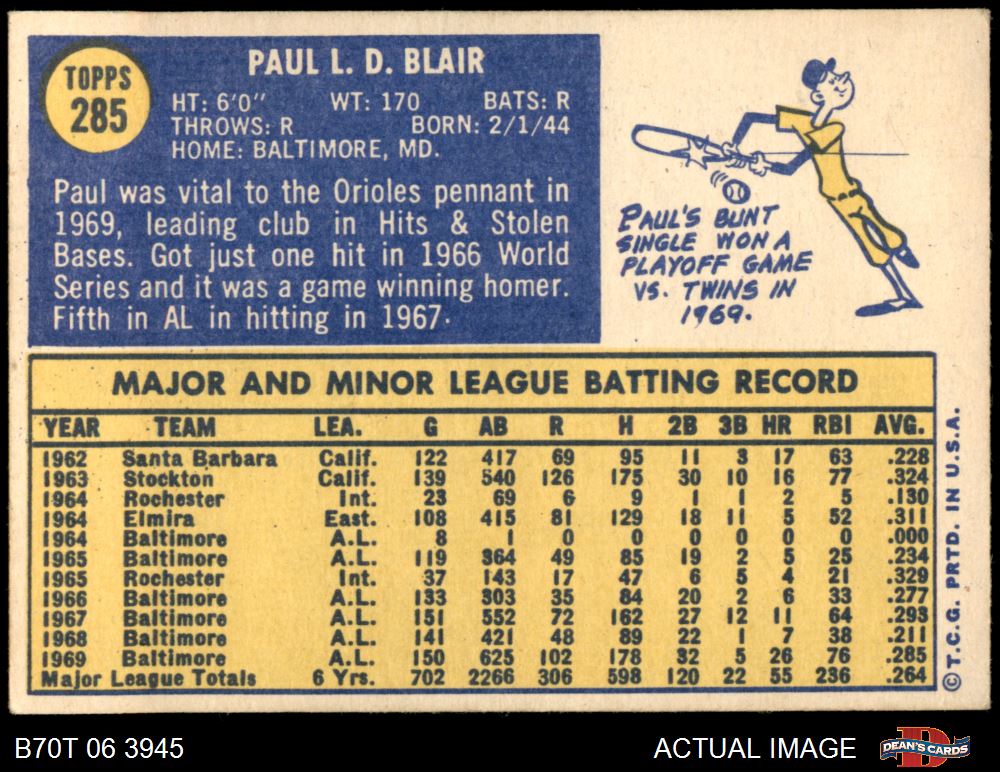 TOPPS
285
PAUL L. D. BLAIR
HT: 6'0" WT: 170 BATS: R
THROWS: R BORN: 2/1/44
HOME: BALTIMORE, MD.
Paul was vital to the Orioles pennant in
1969, leading club in Hits & Stolen
Bases. Got just one hit in 1966 World
Series and it was a game winning homer.
Fifth in AL in hitting in 1967.
PAUL'S BUNT
SINGLE WON A
PLAYOFF GAME
VS. TWINS IN
1969.
MAJOR AND MINOR LEAGUE BATTING RECORD
YEAR TEAM LEA. G AB R H 2B 3B HR RBI AVG.
1962 Santa Barbara Calif. 122 417 69 95 11 3 17 63 .228
1963 Stockton Calif. 139 540 126 175 30 10 16 77 .324
1964 Rochester Int. 23 69 6 9 1 1 2 5 .130
1964 Elmira East. 108 415 81 129 18 11 5 52 .311
1964 Baltimore A.L. 8 1 0 0 0 0 0 0 .000
1965 Baltimore A.L. 119 364 49 85 19 2 5 25 .234
1965 Rochester Int. 37 143 17 47 6 5 4 21 .329
1966 Baltimore A.L. 133 303 35 84 20 2 6 33 .277
1967 Baltimore A.L. 151 552 72 162 27 12 11 64 .293
1968 Baltimore A.L. 141 421 48 89 22 1 7 38 .211
1969 Baltimore A.L. 150 625 102 178 32 5 26 76 .285
Major League Totals 6 Yrs. 702 2266 306 598 120 22 55 236 .264
© T.C.G. PRTD. IN U.S.A.
B70T 06 3945 ACTUAL IMAGE
DEAN'S CARDS